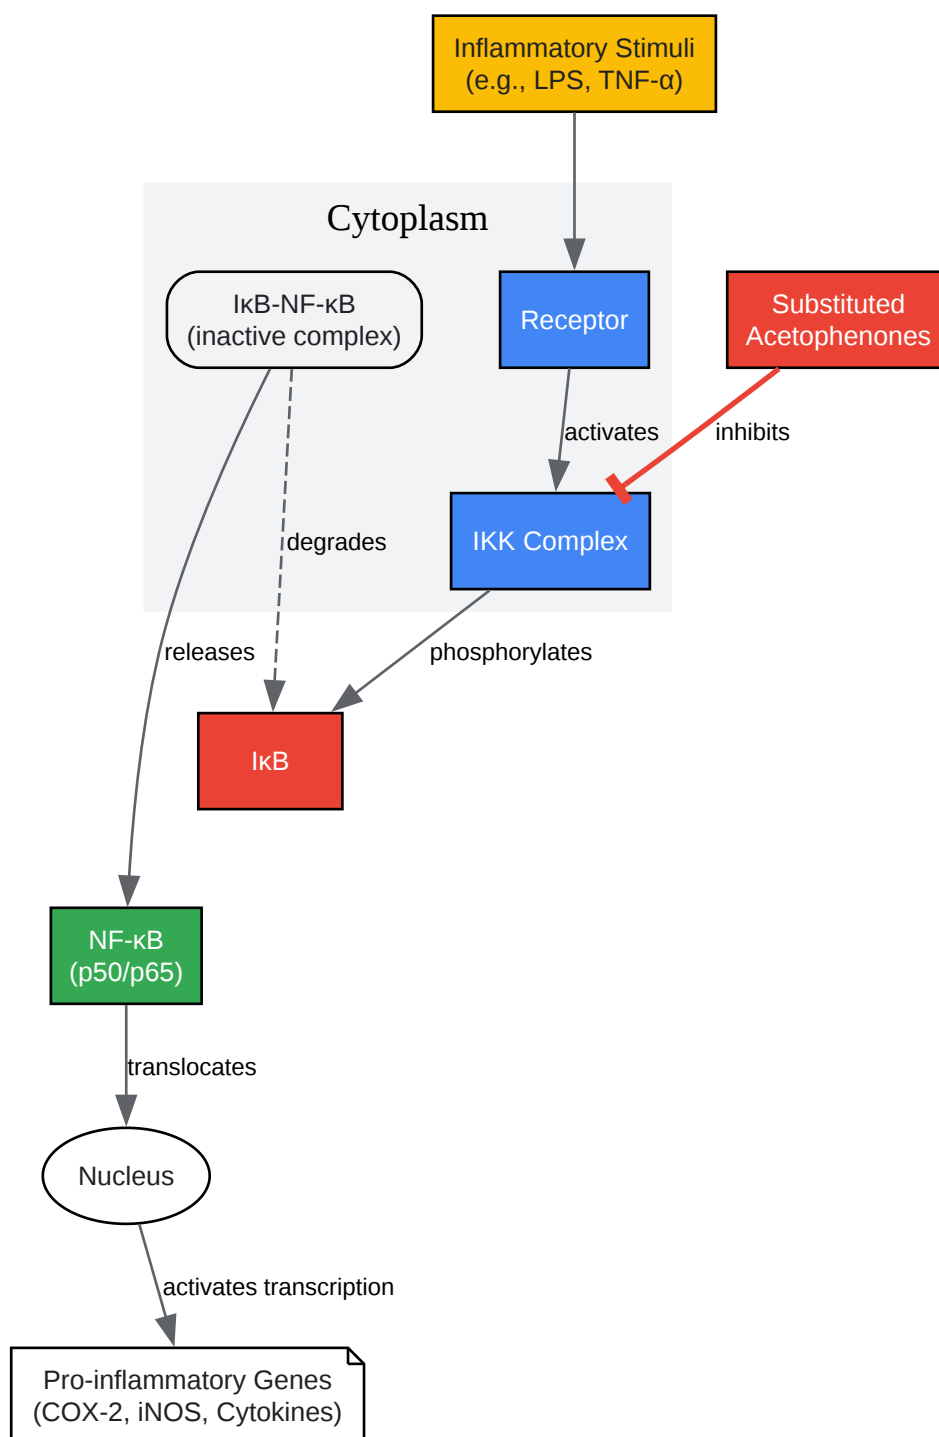 Inflammatory Stimuli
(e.g., LPS, TNF-α)
Cytoplasm
IκB-NF-κB
(inactive complex)
Receptor
Substituted
Acetophenones
activates
inhibits
IKK Complex
degrades
releases
phosphorylates
IκB
NF-κB
(p50/p65)
translocates
Nucleus
activates transcription
Pro-inflammatory Genes
(COX-2, iNOS, Cytokines)